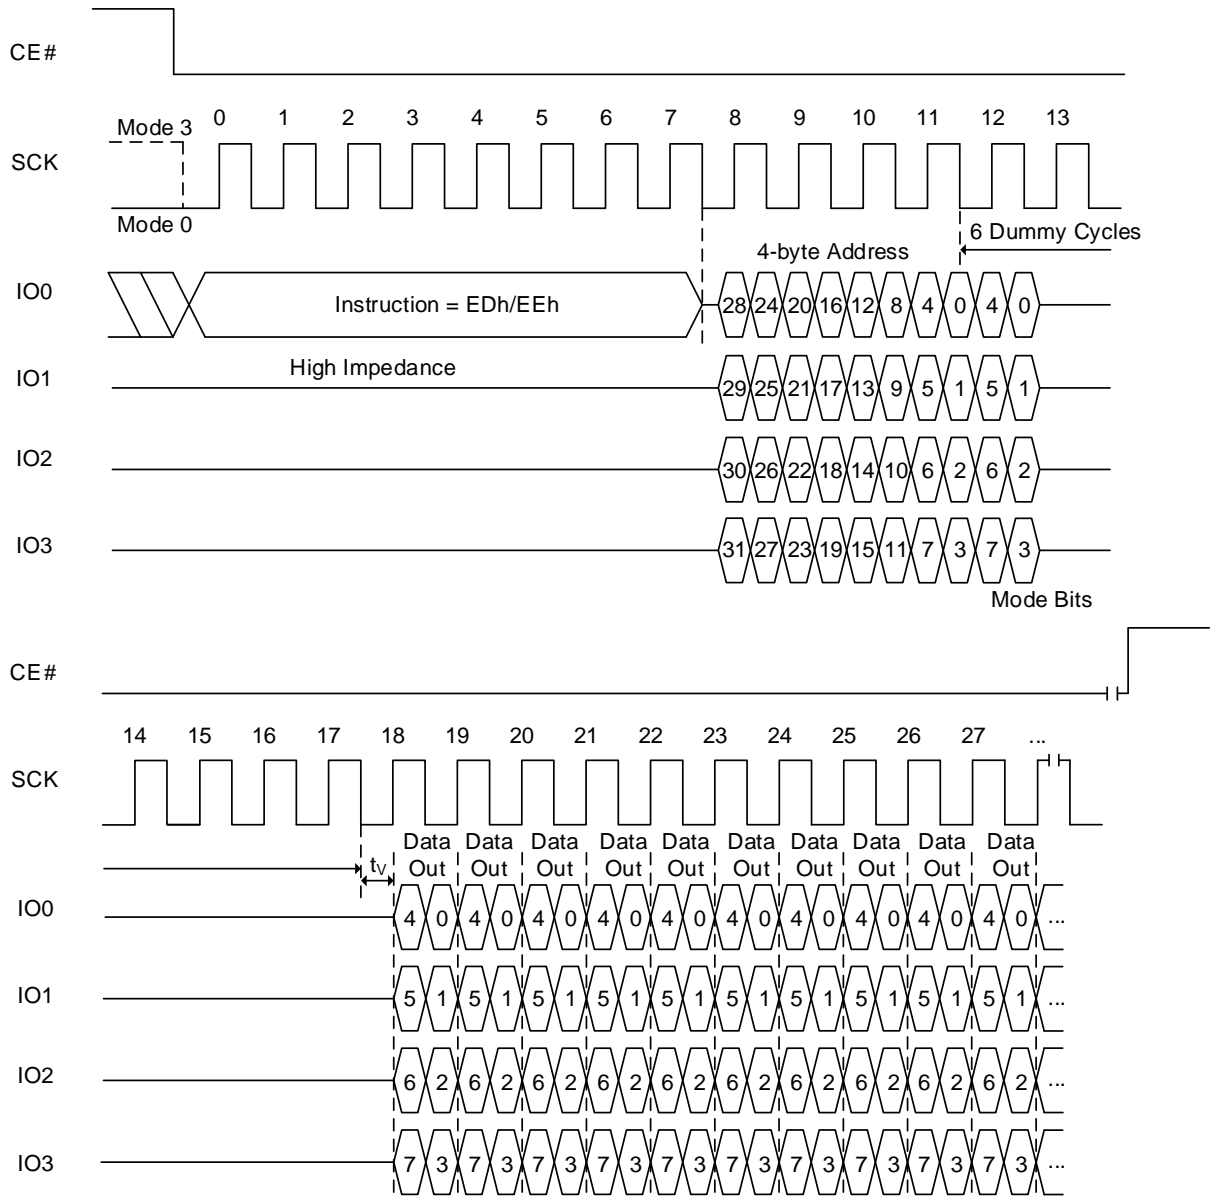 CE#
Mode 3
0 1 2 3 4 5 6 7 8 9 10 11 12 13
SCK
Mode 0
6 Dummy Cycles
4-byte Address
IO0
Instruction = EDh/EEh
28 24 20 16 12 8 4 0 4 0
High Impedance
IO1
29 25 21 17 13 9 5 1 5 1
IO2
30 26 22 18 14 10 6 2 6 2
IO3
31 27 23 19 15 11 7 3 7 3
Mode Bits
CE#
14 15 16 17 18 19 20 21 22 23 24 25 26 27 ...
SCK
Data Data Data Data Data Data Data Data Data Data
tV Out Out Out Out Out Out Out Out Out Out
IO0
4 0 4 0 4 0 4 0 4 0 4 0 4 0 4 0 4 0 4 0 ...
IO1
5 1 5 1 5 1 5 1 5 1 5 1 5 1 5 1 5 1 5 1 ...
IO2
6 2 6 2 6 2 6 2 6 2 6 2 6 2 6 2 6 2 6 2 ...
IO3
7 3 7 3 7 3 7 3 7 3 7 3 7 3 7 3 7 3 7 3 ...